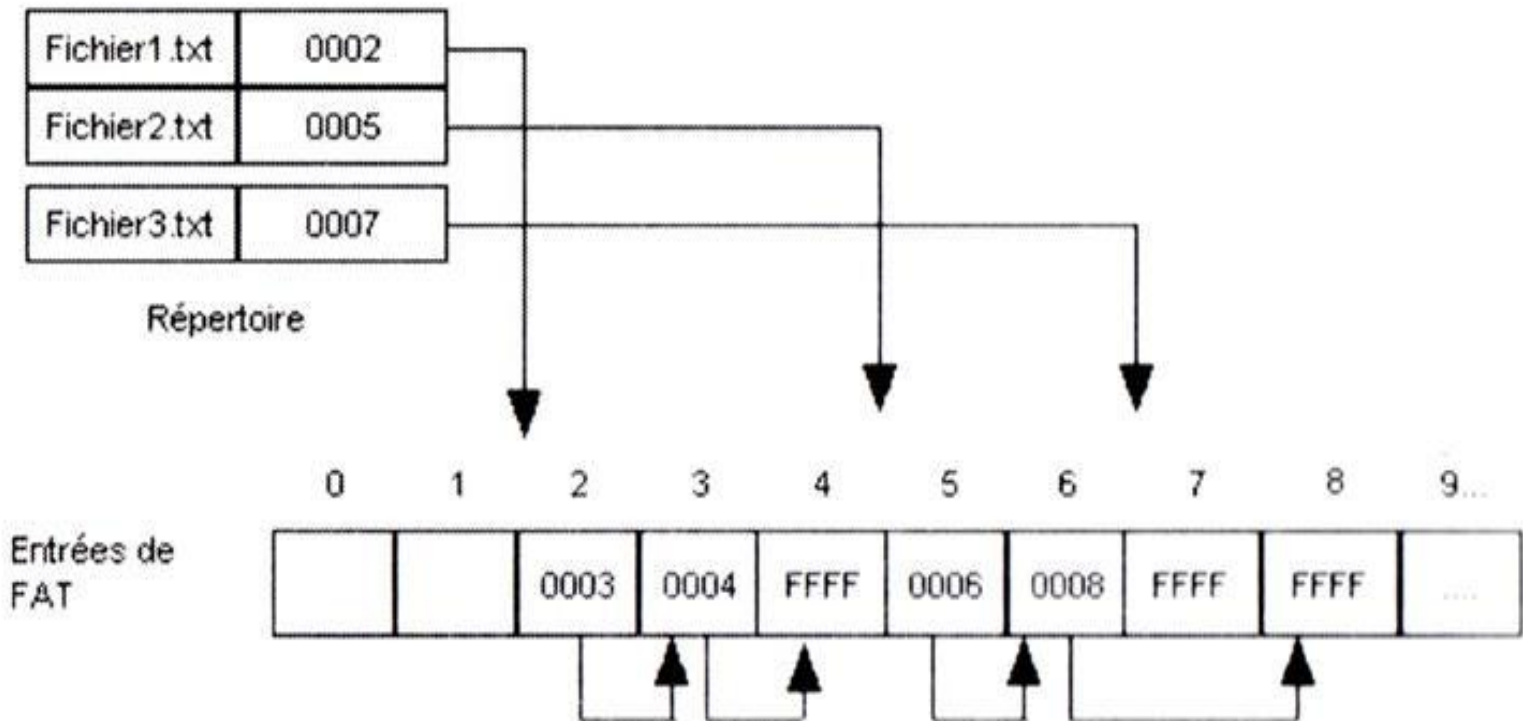 Fichier1.txt 0002
Fichier2.txt 0005
Fichier3.txt 0007
Répertoire
0 1 2 3 4 5 6 7 8 9...
Entrées de
FAT
0003 0004 FFFF 0006 0008 FFFF FFFF ....